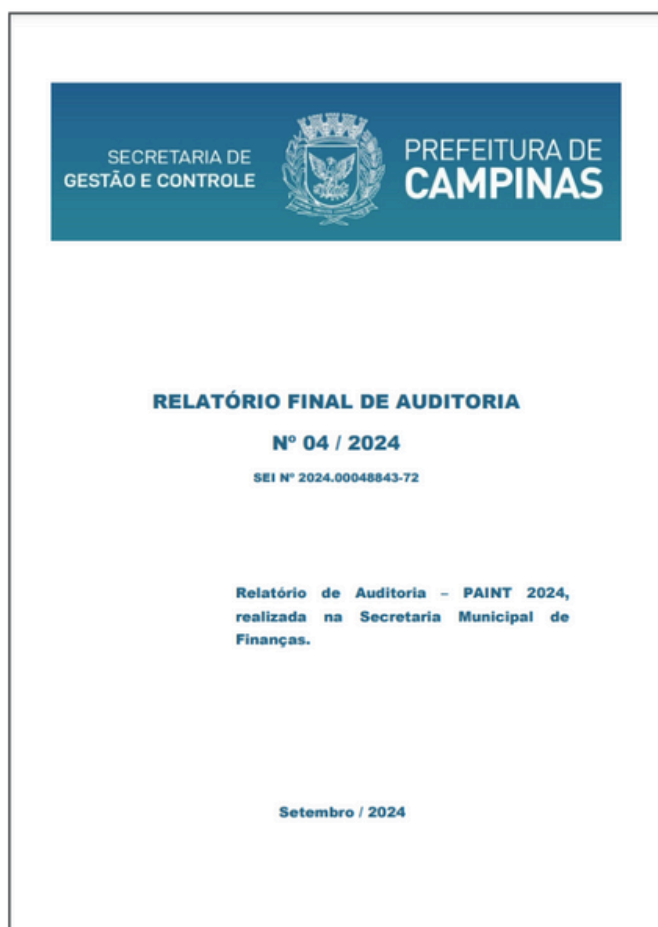 SECRETARIA DE
GESTÃO E CONTROLE
PREFEITURA DE
CAMPINAS
RELATÓRIO FINAL DE AUDITORIA
Nº 04 / 2024
SEI Nº 2024.00048843-72
Relatório de Auditoria – PAINT 2024,
realizada na Secretaria Municipal de
Finanças.
Setembro / 2024